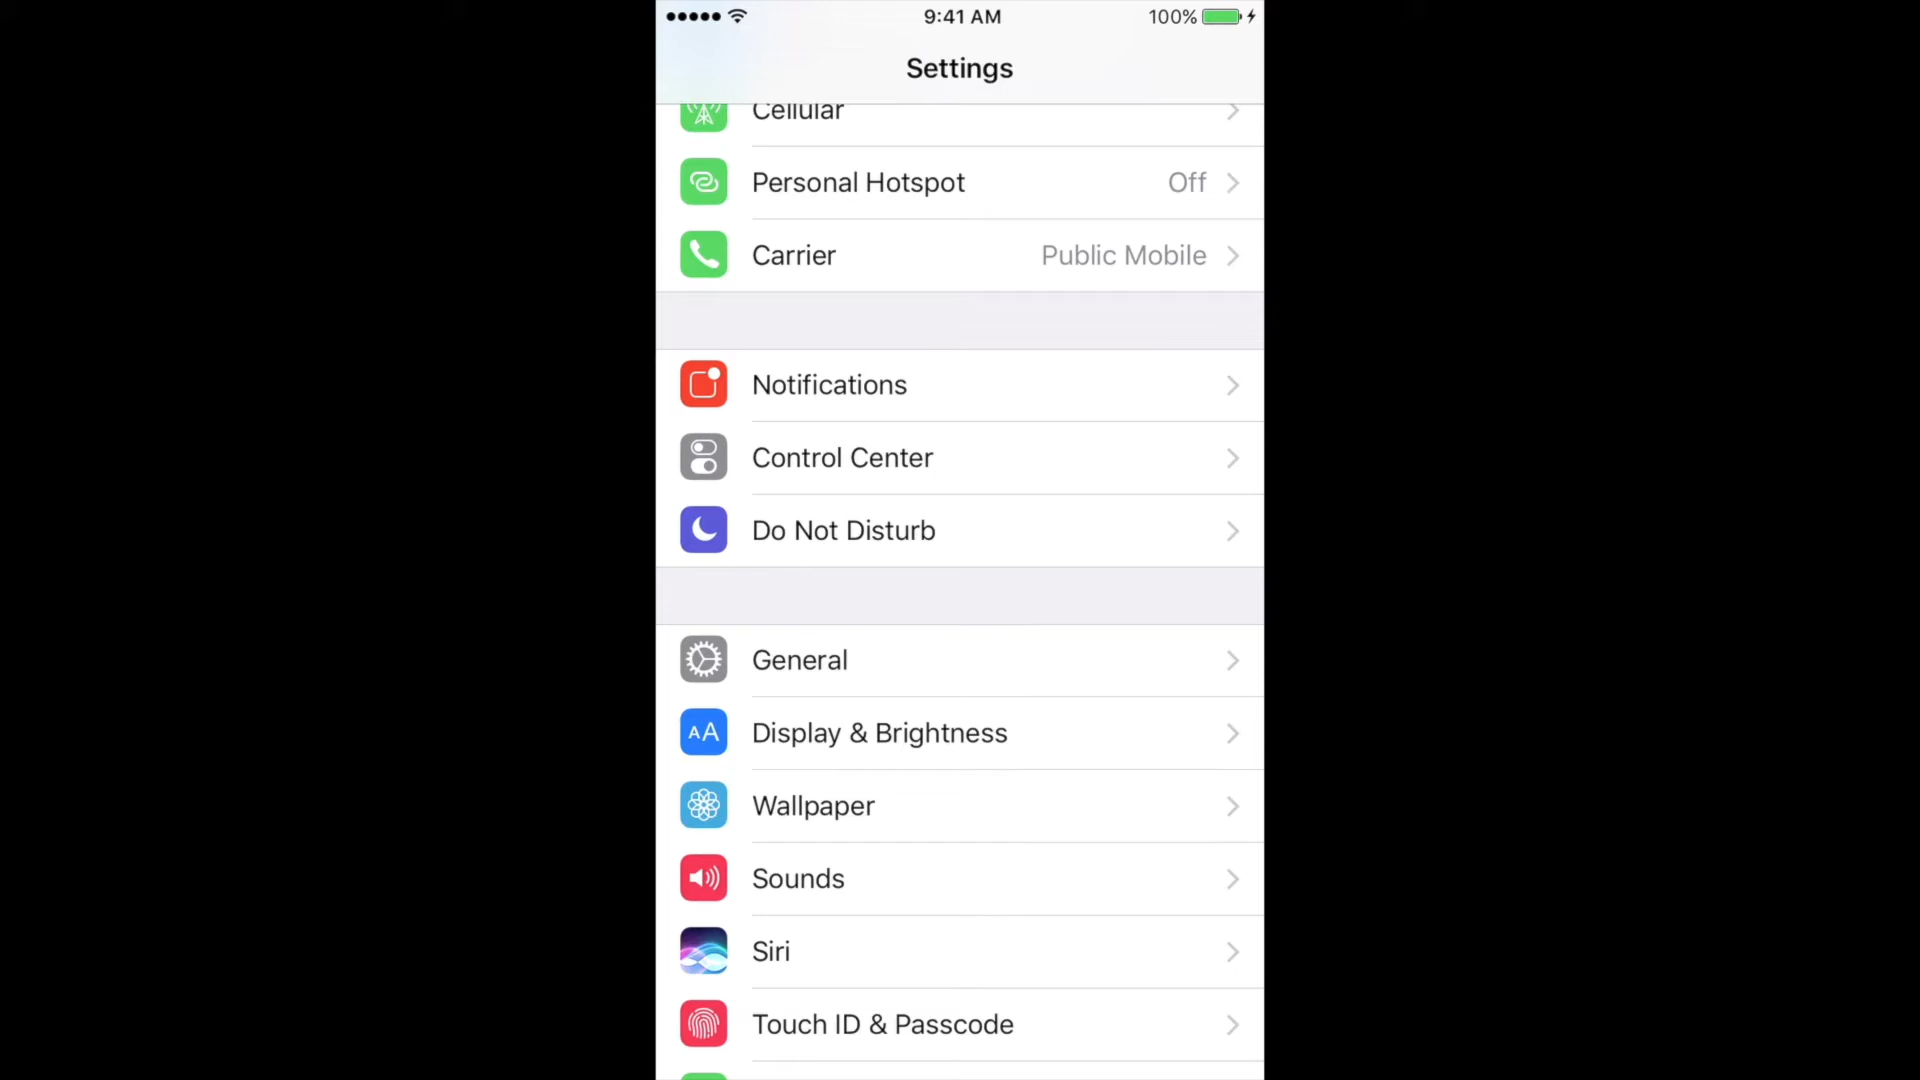 9:41 AM
100%
Settings
Cellular
Personal Hotspot Off
Carrier Public Mobile
Notifications
Control Center
Do Not Disturb
General
AA Display & Brightness
Wallpaper
Sounds
Siri
Touch ID & Passcode